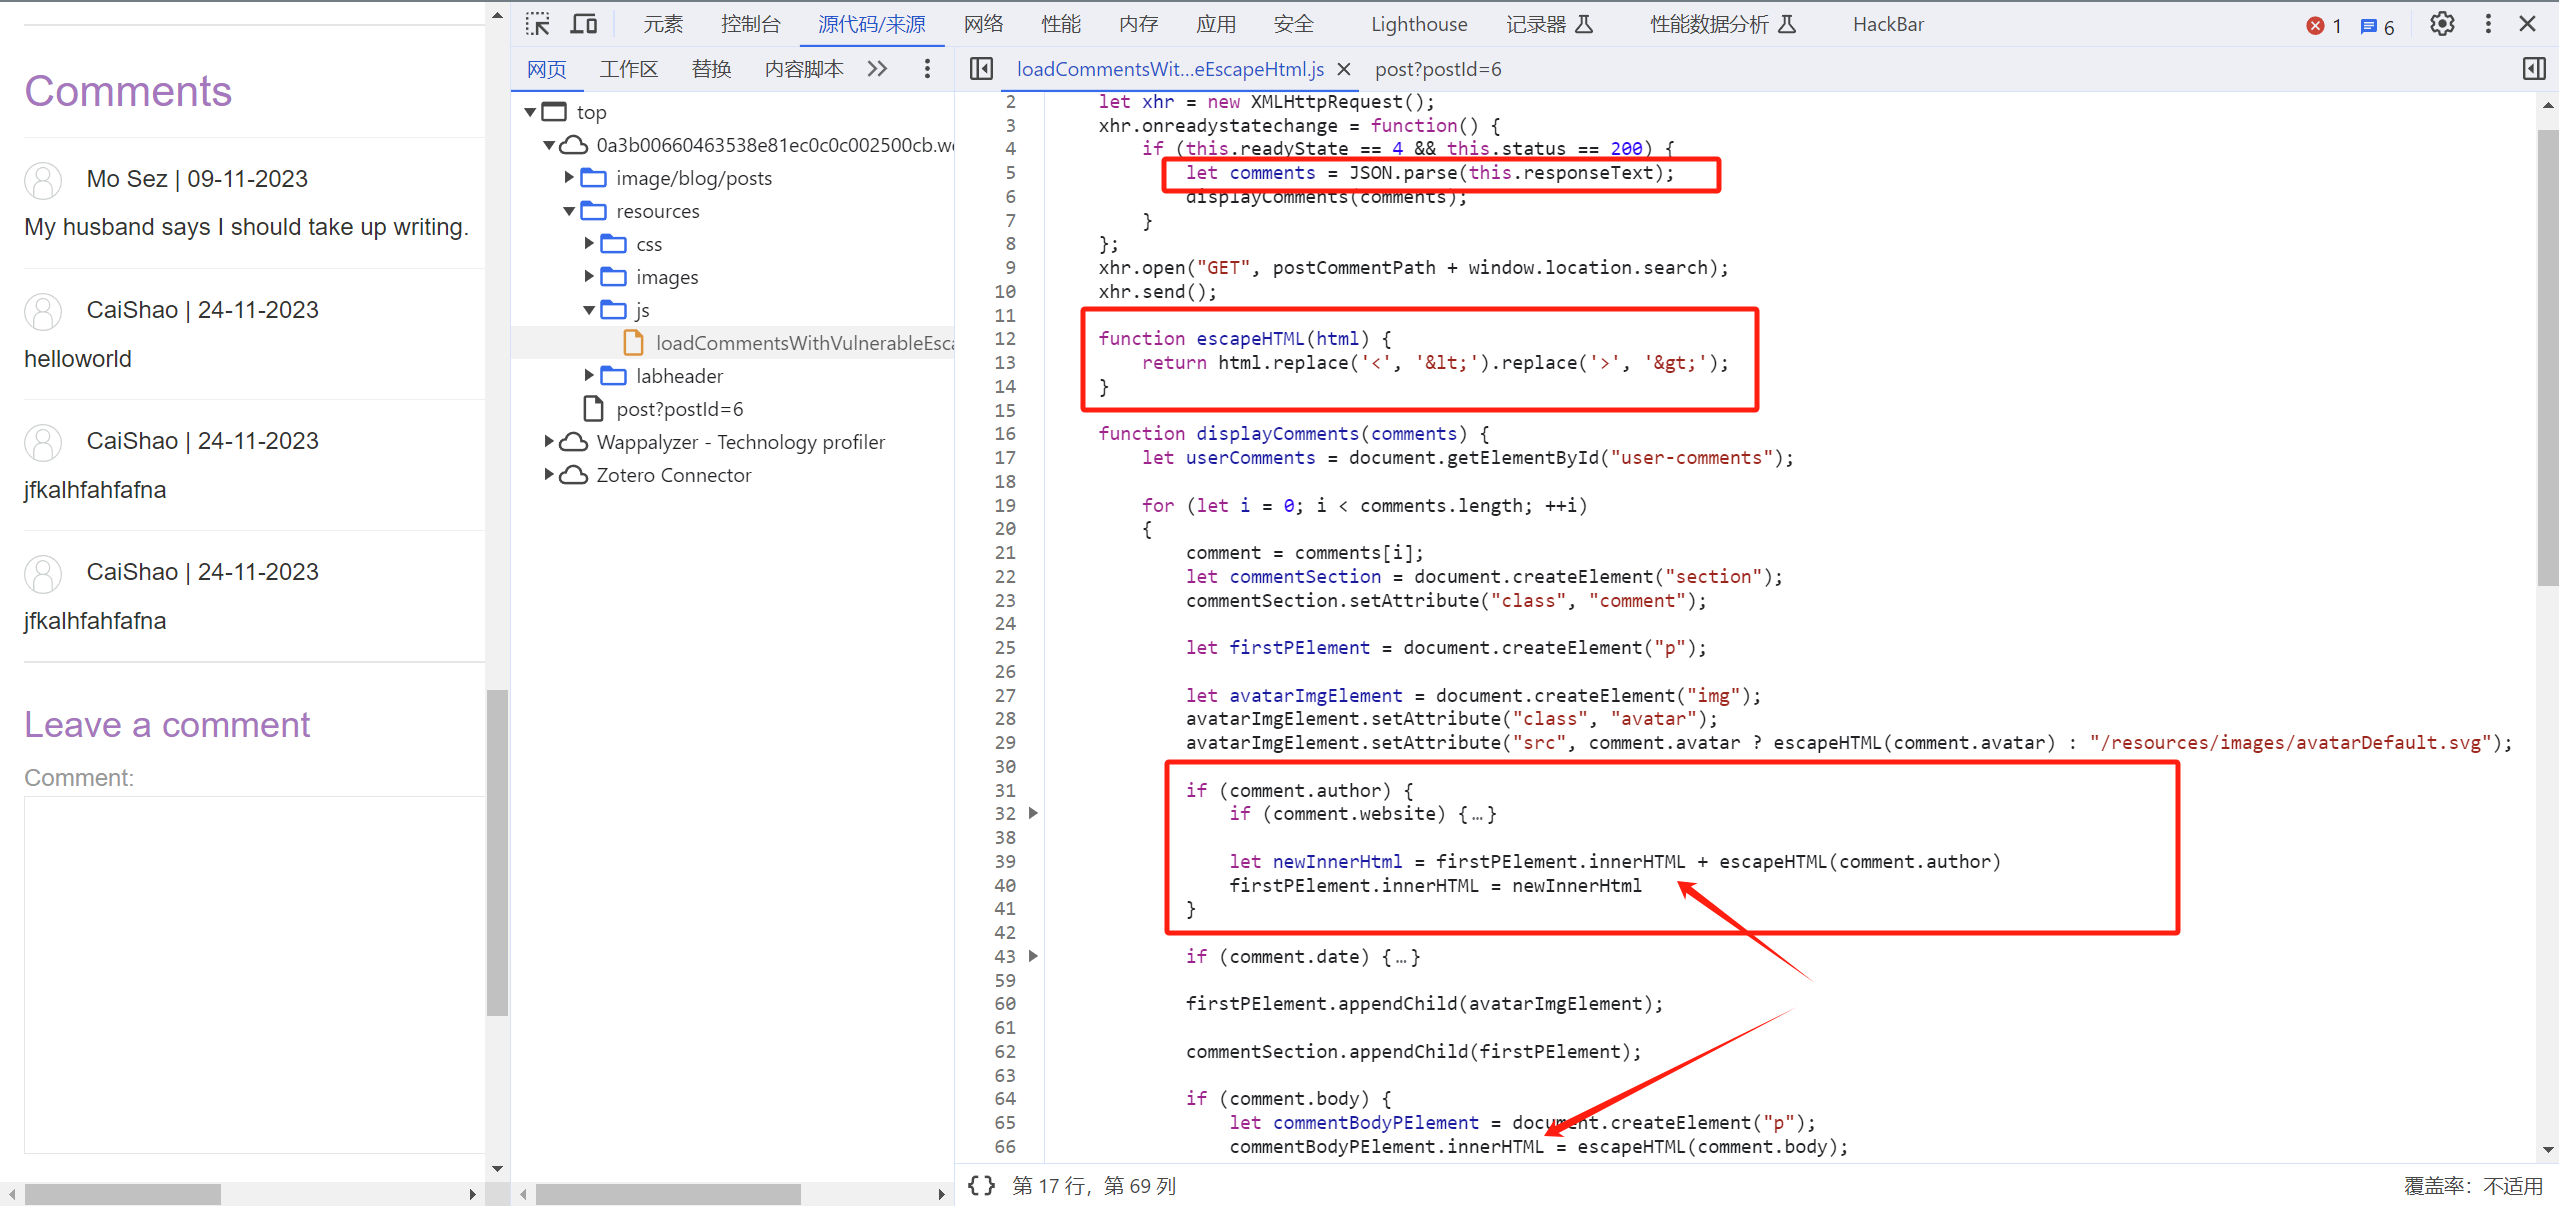 Comments
Mo Sez | 09-11-2023
My husband says I should take up writing.
CaiShao | 24-11-2023
helloworld
CaiShao | 24-11-2023
jfkalhfahfafna
CaiShao | 24-11-2023
jfkalhfahfafna
Leave a comment
Comment:
元素 控制台 源代码/来源 网络 性能 内存 应用 安全 Lighthouse 记录器 性能数据分析 HackBar 1 6
网页 工作区 替换 内容脚本
top
0a3b00660463538e81ec0c0c002500cb.we
image/blog/posts
resources
css
images
js
loadCommentsWithVulnerableEsca
labheader
post?postId=6
Wappalyzer - Technology profiler
Zotero Connector
loadCommentsWit...eEscapeHtml.js post?postId=6
2 let xhr = new XMLHttpRequest();
3 xhr.onreadystatechange = function() {
4 if (this.readyState == 4 && this.status == 200) {
5 let comments = JSON.parse(this.responseText);
6 displayComments(comments);
7 }
8 };
9 xhr.open("GET", postCommentPath + window.location.search);
10 xhr.send();
11
12 function escapeHTML(html) {
13 return html.replace('<', '&lt;').replace('>', '&gt;');
14 }
15
16 function displayComments(comments) {
17 let userComments = document.getElementById("user-comments");
18
19 for (let i = 0; i < comments.length; ++i)
20 {
21 comment = comments[i];
22 let commentSection = document.createElement("section");
23 commentSection.setAttribute("class", "comment");
24
25 let firstPElement = document.createElement("p");
26
27 let avatarImgElement = document.createElement("img");
28 avatarImgElement.setAttribute("class", "avatar");
29 avatarImgElement.setAttribute("src", comment.avatar ? escapeHTML(comment.avatar) : "/resources/images/avatarDefault.svg");
30
31 if (comment.author) {
32 if (comment.website) {…}
38
39 let newInnerHtml = firstPElement.innerHTML + escapeHTML(comment.author)
40 firstPElement.innerHTML = newInnerHtml
41 }
42
43 if (comment.date) {…}
59
60 firstPElement.appendChild(avatarImgElement);
61
62 commentSection.appendChild(firstPElement);
63
64 if (comment.body) {
65 let commentBodyPElement = document.createElement("p");
66 commentBodyPElement.innerHTML = escapeHTML(comment.body);
{} 第 17 行，第 69 列
覆盖率：不适用